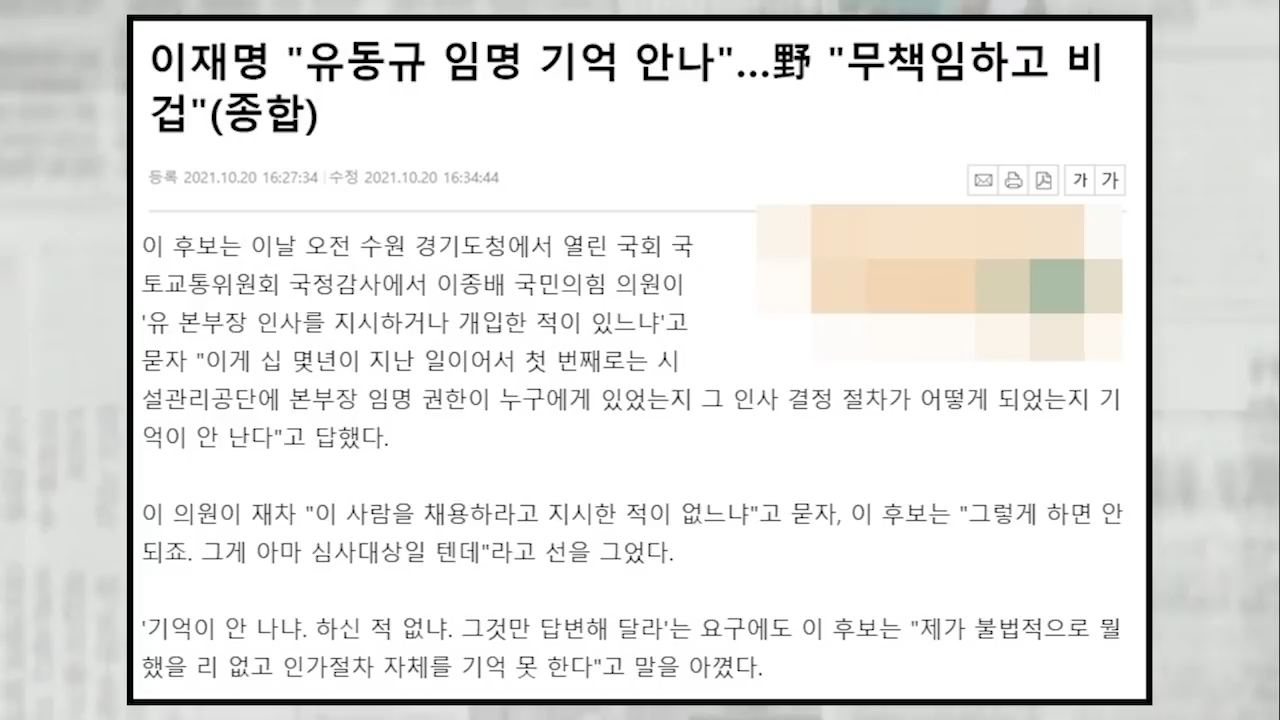 이재명 "유동규 임명 기억 안나"...野 "무책임하고 비
겁"(종합)
등록 2021.10.20 16:27:34 | 수정 2021.10.20 16:34:44
가 가
이 후보는 이날 오전 수원 경기도청에서 열린 국회 국
토교통위원회 국정감사에서 이종배 국민의힘 의원이
'유 본부장 인사를 지시하거나 개입한 적이 있느냐'고
묻자 "이게 십 몇년이 지난 일이어서 첫 번째로는 시
설관리공단에 본부장 임명 권한이 누구에게 있었는지 그 인사 결정 절차가 어떻게 되었는지 기
억이 안 난다"고 답했다.
이 의원이 재차 "이 사람을 채용하라고 지시한 적이 없느냐"고 묻자, 이 후보는 "그렇게 하면 안
되죠. 그게 아마 심사대상일 텐데"라고 선을 그었다.
'기억이 안 나냐. 하신 적 없냐. 그것만 답변해 달라'는 요구에도 이 후보는 "제가 불법적으로 뭘
했을 리 없고 인가절차 자체를 기억 못 한다"고 말을 아꼈다.